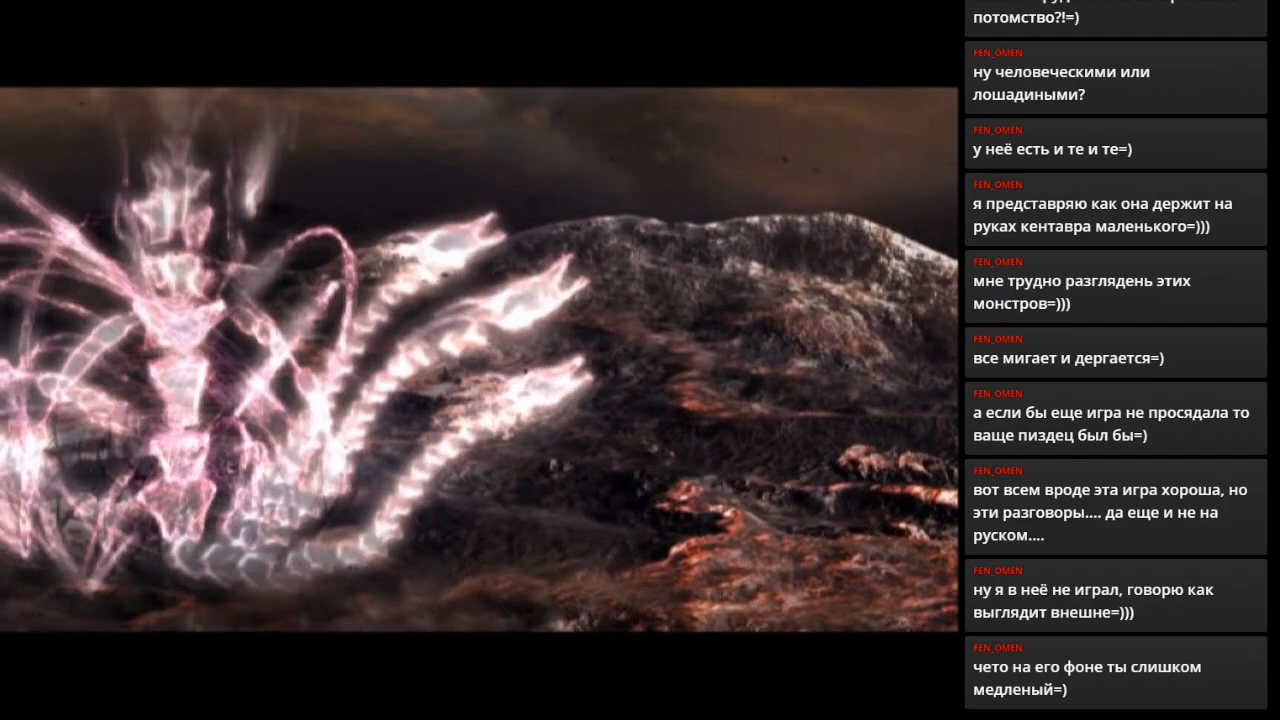 потомство?!=)
FEN_OMEN
ну человеческими или
лошадиными?
FEN_OMEN
у неё есть и те и те=)
FEN_OMEN
я представряю как она держит на
руках кентавра маленького=)))
FEN_OMEN
мне трудно разглядень этих
монстров=)))
FEN_OMEN
все мигает и дергается=)
FEN_OMEN
а если бы еще игра не просядала то
ваще пиздец был бы=)
FEN_OMEN
вот всем вроде эта игра хороша, но
эти разговоры.... да еще и не на
руском....
FEN_OMEN
ну я в неё не играл, говорю как
выглядит внешне=)))
FEN_OMEN
чето на его фоне ты слишком
медленый=)